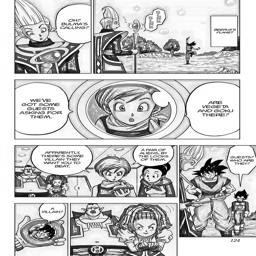 BEERUS'S
PLANET
OH?
BULMA'S
CALLING?
ARE
VEGETA
AND GOKU
THERE?
WE'VE
GOT SOME
GUESTS
ASKING FOR
THEM.
GUESTS?
WHO ARE
THEY?
A PAIR OF
ALIENS, BY
THE LOOKS
OF THEM.
APPARENTLY,
THERE'S SOME
VILLAIN THEY
WANT YOU TO
BEAT.
A
VILLAIN?
124